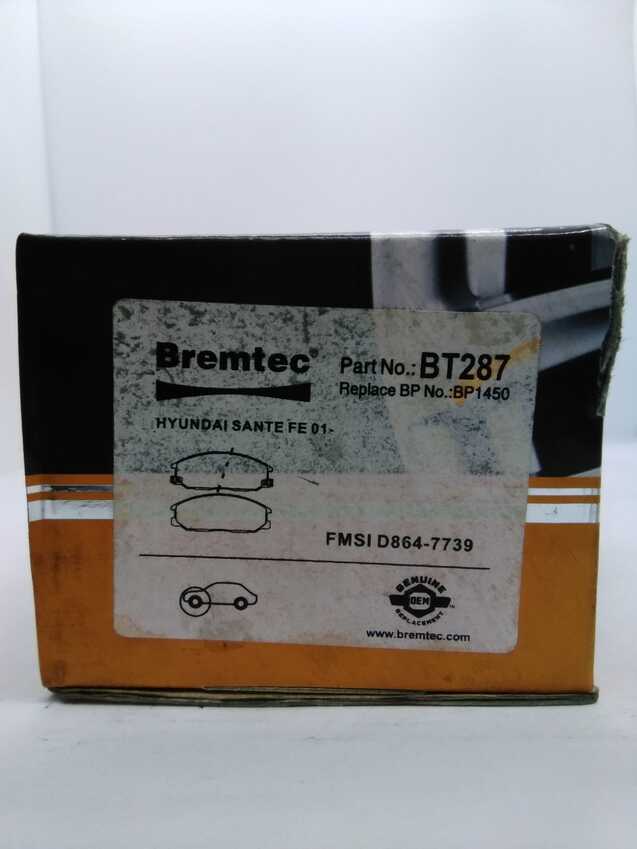 Bremtec®
Part No.: BT287
Replace BP No.:BP1450
HYUNDAI SANTE FE 01-
FMSI D864-7739
GENUINE
OEM
REPLACEMENT™
www.bremtec.com